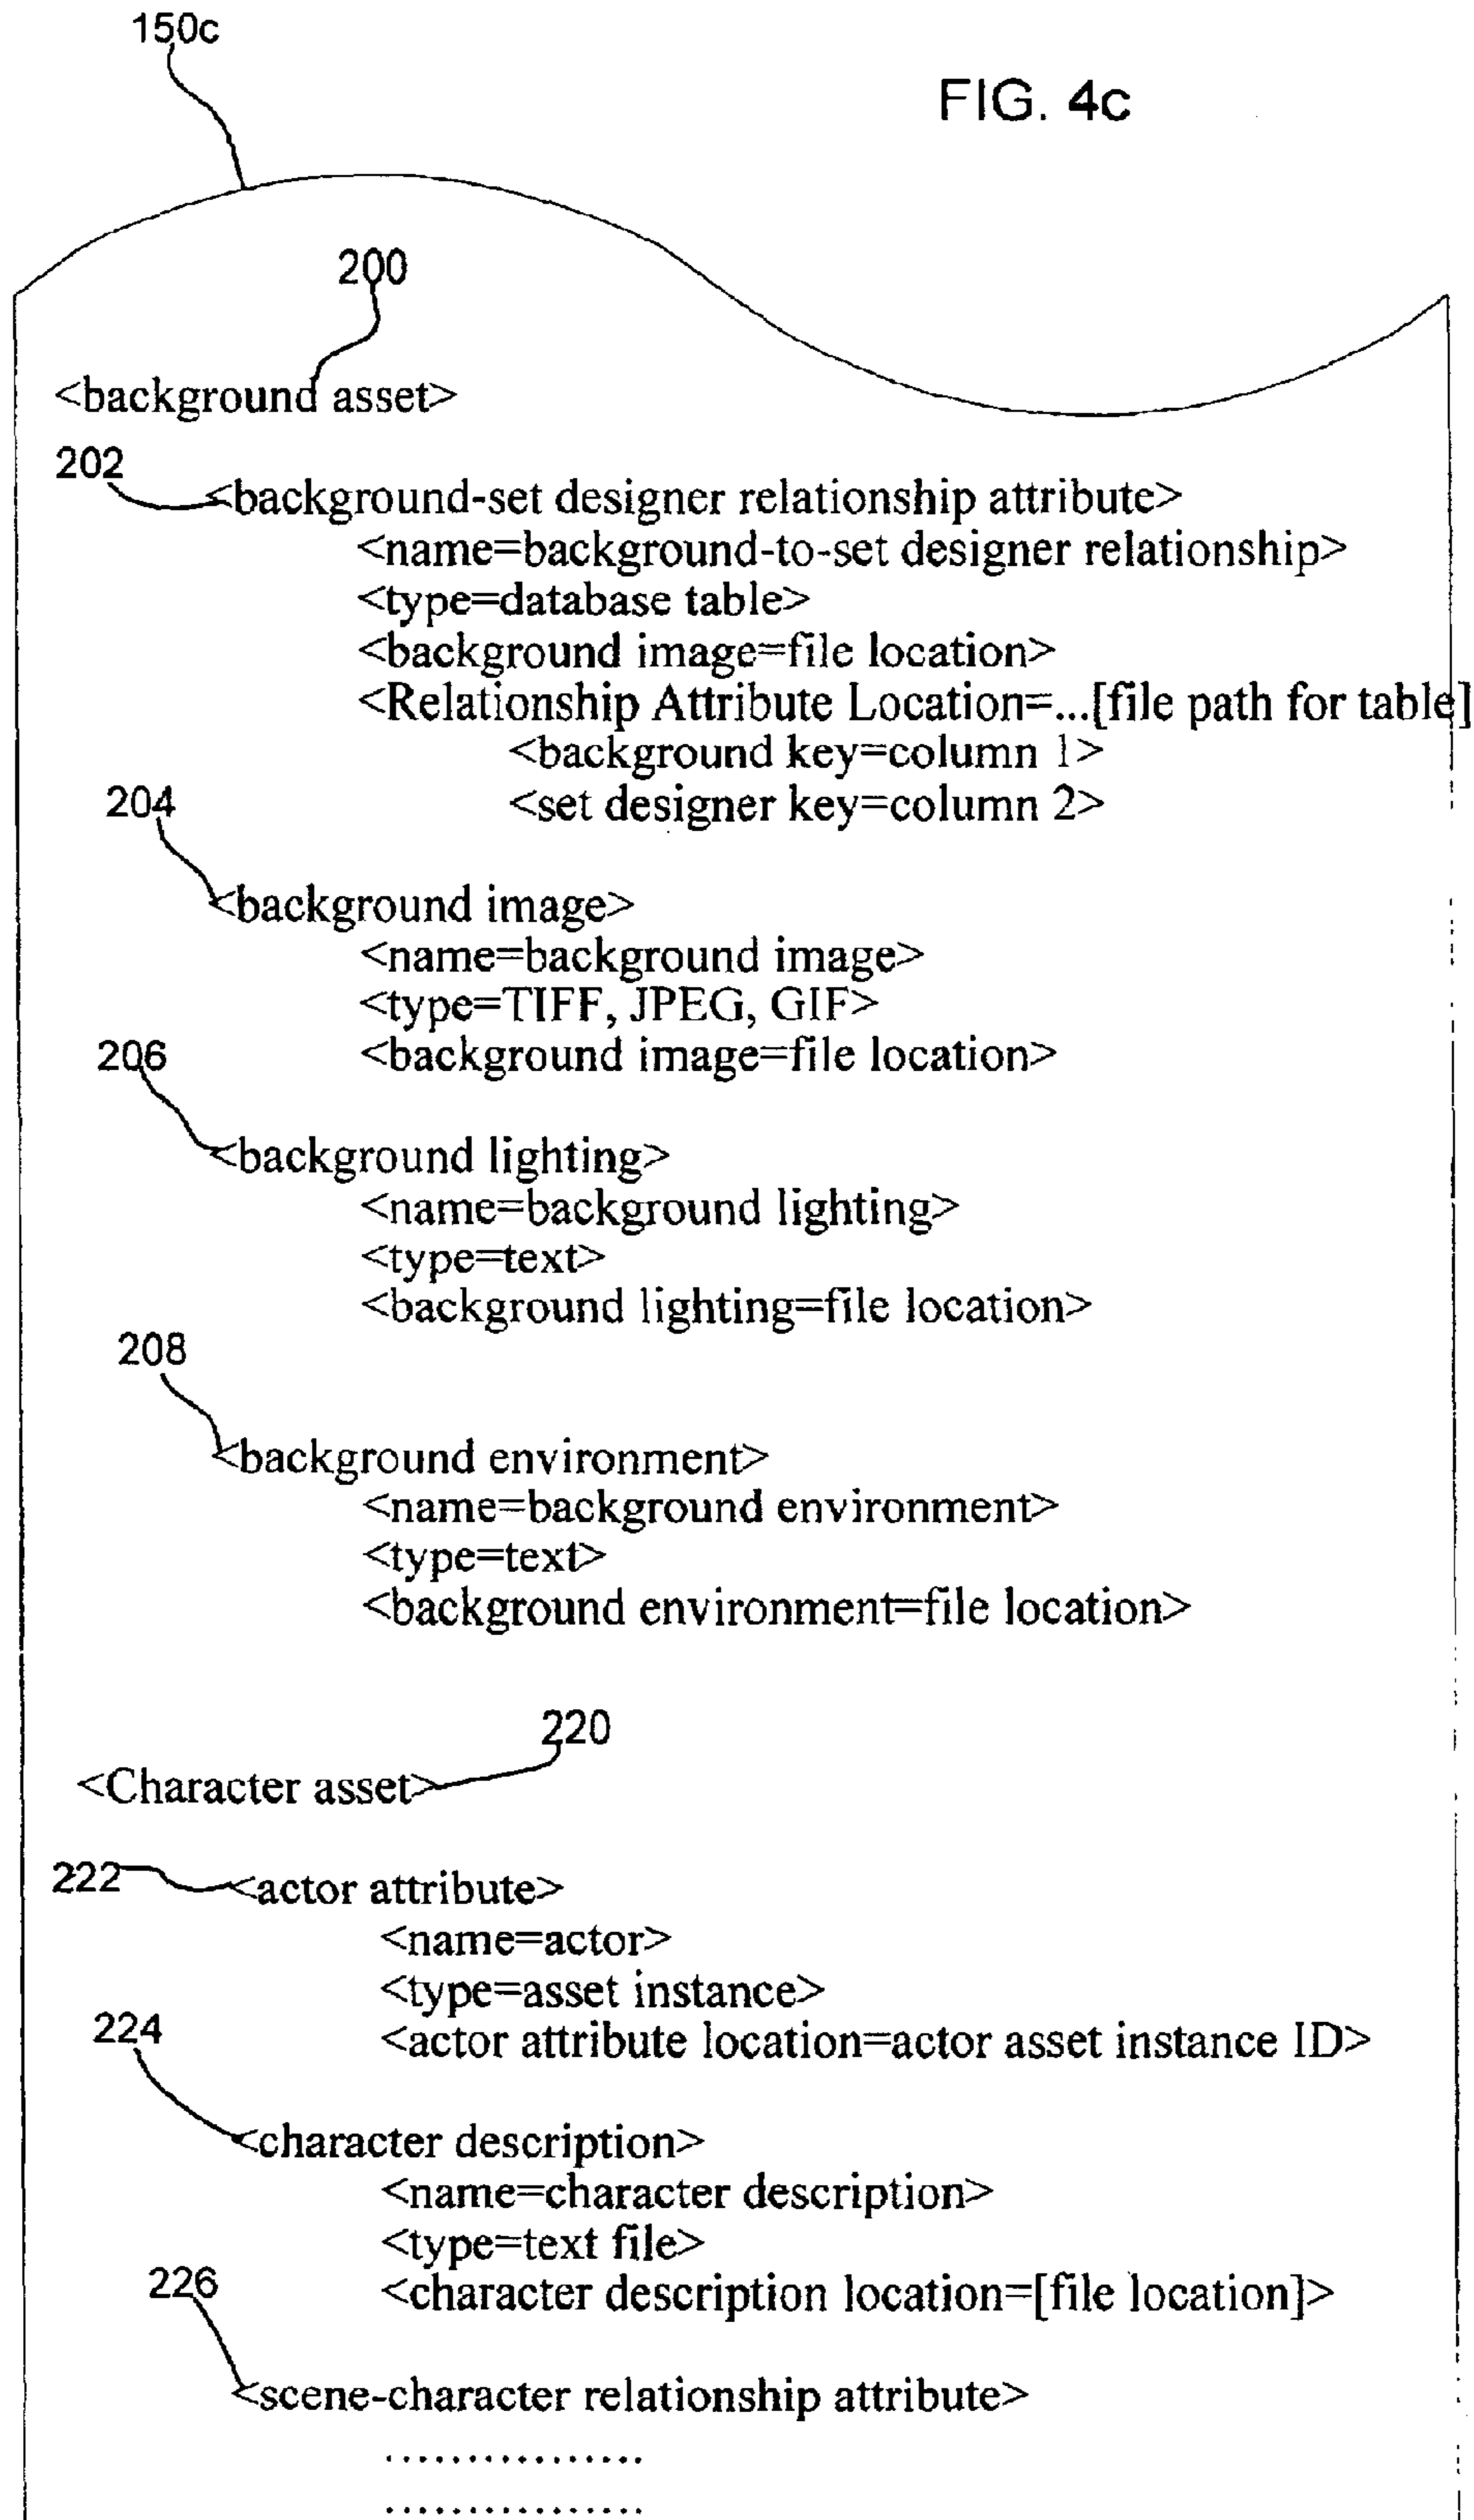 150c
FIG. 4c
200
<background asset>
202
<background-set designer relationship attribute>
<name=background-to-set designer relationship>
<type=database table>
<background image=file location>
<Relationship Attribute Location=...[file path for table]
<background key=column 1>
204
<set designer key=column 2>
<background image>
<name=background image>
<type=TIFF, JPEG, GIF>
206
<background image=file location>
<background lighting>
<name=background lighting>
<type=text>
<background lighting=file location>
208
<background environment>
<name=background environment>
<type=text>
<background environment=file location>
220
<Character asset>
222
<actor attribute>
<name=actor>
<type=asset instance>
224
<actor attribute location=actor asset instance ID>
<character description>
<name=character description>
<type=text file>
226
<character description location=[file location]>
<scene-character relationship attribute>
................
................